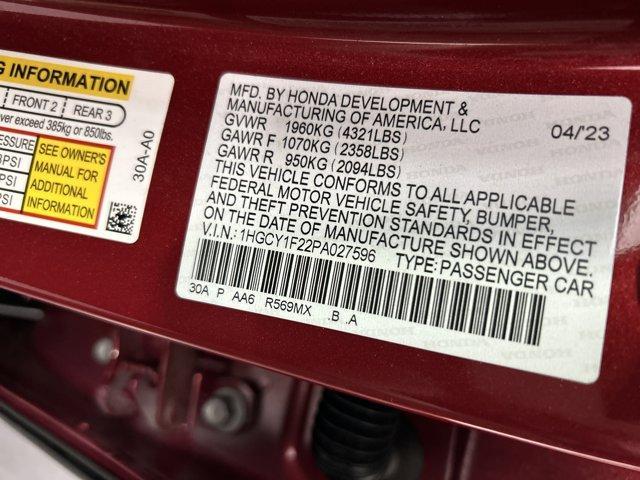 G INFORMATION
FRONT 2 REAR 3
ver exceed 385kg or 850lbs.
ESSURE
PSI
PSI
PSI
SEE OWNER'S
MANUAL FOR
ADDITIONAL
INFORMATION
30A-A0
MFD. BY HONDA DEVELOPMENT &
MANUFACTURING OF AMERICA, LLC
GVWR 1960KG (4321LBS) 04/23
GAWR F 1070KG (2358LBS)
GAWR R 950KG (2094LBS)
THIS VEHICLE CONFORMS TO ALL APPLICABLE
FEDERAL MOTOR VEHICLE SAFETY, BUMPER,
AND THEFT PREVENTION STANDARDS IN EFFECT
ON THE DATE OF MANUFACTURE SHOWN ABOVE.
V.I.N.: 1HGCY1F22PA027596 TYPE: PASSENGER CAR
30A P AA6 R569MX .B .A